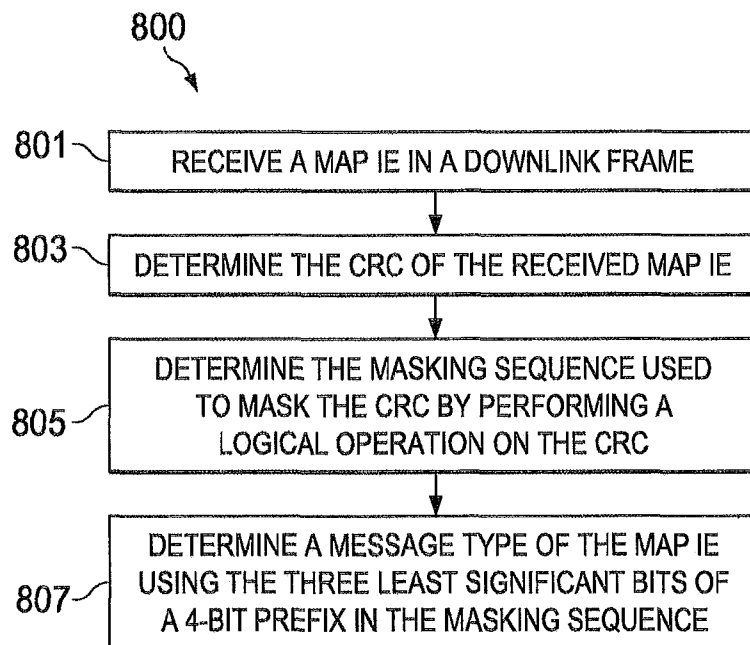 800
801
RECEIVE A MAP IE IN A DOWNLINK FRAME
803
DETERMINE THE CRC OF THE RECEIVED MAP IE
805
DETERMINE THE MASKING SEQUENCE USED
TO MASK THE CRC BY PERFORMING A
LOGICAL OPERATION ON THE CRC
807
DETERMINE A MESSAGE TYPE OF THE MAP IE
USING THE THREE LEAST SIGNIFICANT BITS OF
A 4-BIT PREFIX IN THE MASKING SEQUENCE